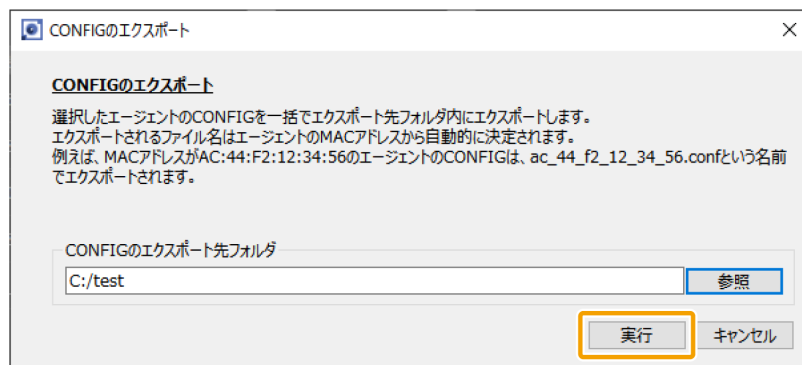 CONFIGのエクスポート
CONFIGのエクスポート
選択したエージェントのCONFIGを一括でエクスポート先フォルダ内にエクスポートします。
エクスポートされるファイル名はエージェントのMACアドレスから自動的に決定されます。
例えば、MACアドレスがAC:44:F2:12:34:56のエージェントのCONFIGは、ac_44_f2_12_34_56.confという名前
でエクスポートされます。
CONFIGのエクスポート先フォルダ
C:/test
参照
実行
キャンセル